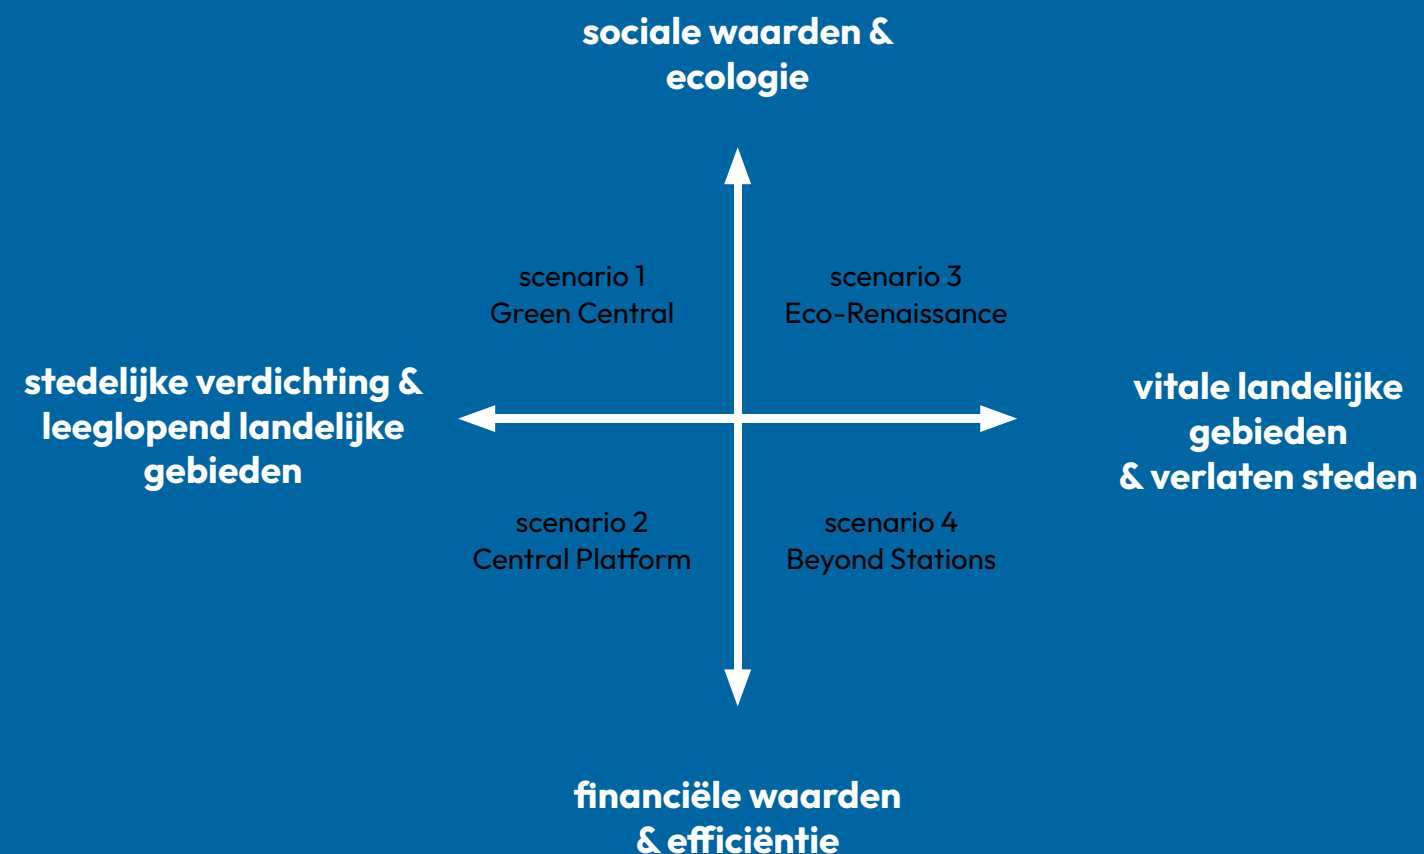 sociale waarden &
ecologie
scenario 1
Green Central
scenario 3
Eco-Renaissance
stedelijke verdichting &
leeglopend landelijke
gebieden
vitale landelijke
gebieden
& verlaten steden
scenario 2
Central Platform
scenario 4
Beyond Stations
financiële waarden
& efficiëntie